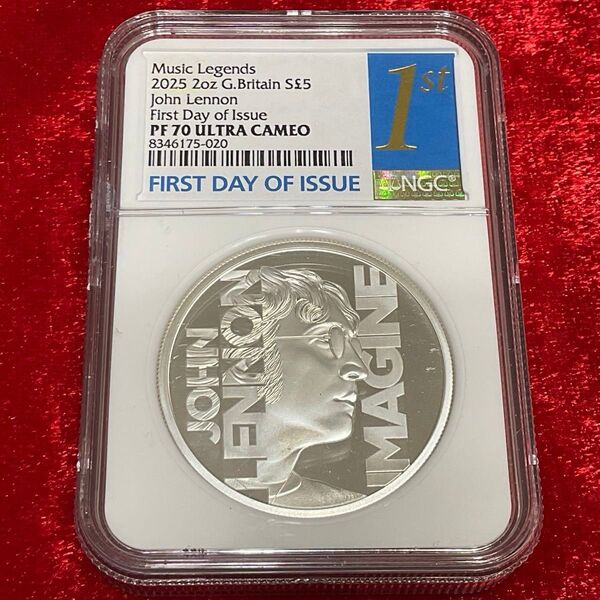 Music Legends
2025 2oz G.Britain S£5
John Lennon
First Day of Issue
PF 70 ULTRA CAMEO
8346175-020
FIRST DAY OF ISSUE
1st
NGC®
JOHN
LENNON
IMAGINE